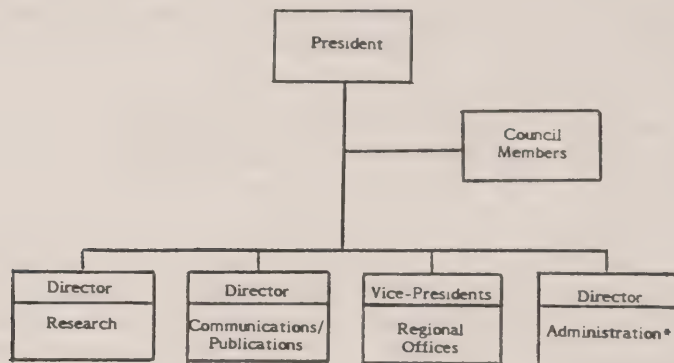 President
Council
Members
Director
Research
Director
Communications/
Publications
Vice-Presidents
Regional
Offices
Director
Administration*